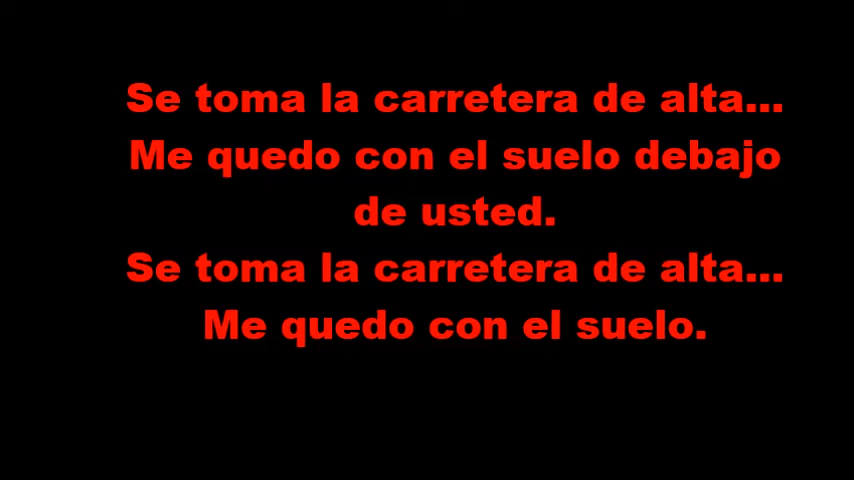 Se toma la carretera de alta...
Me quedo con el suelo debajo
de usted.
Se toma la carretera de alta...
Me quedo con el suelo.